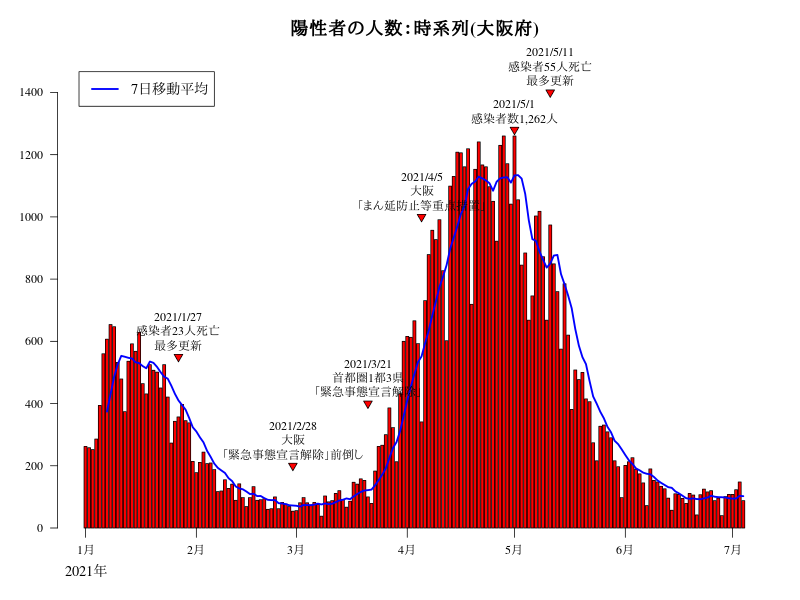 陽性者の人数：時系列(大阪府)
2021/5/11
感染者55人死亡
最多更新
7日移動平均
2021/5/1
感染者数1,262人
2021/4/5
大阪
「まん延防止等重点措置」
2021/1/27
感染者23人死亡
最多更新
2021/3/21
首都圏1都3県
「緊急事態宣言解除」
2021/2/28
大阪
「緊急事態宣言解除」前倒し
1400
1200
1000
800
600
400
200
0
1月
2月
3月
4月
5月
6月
7月
2021年